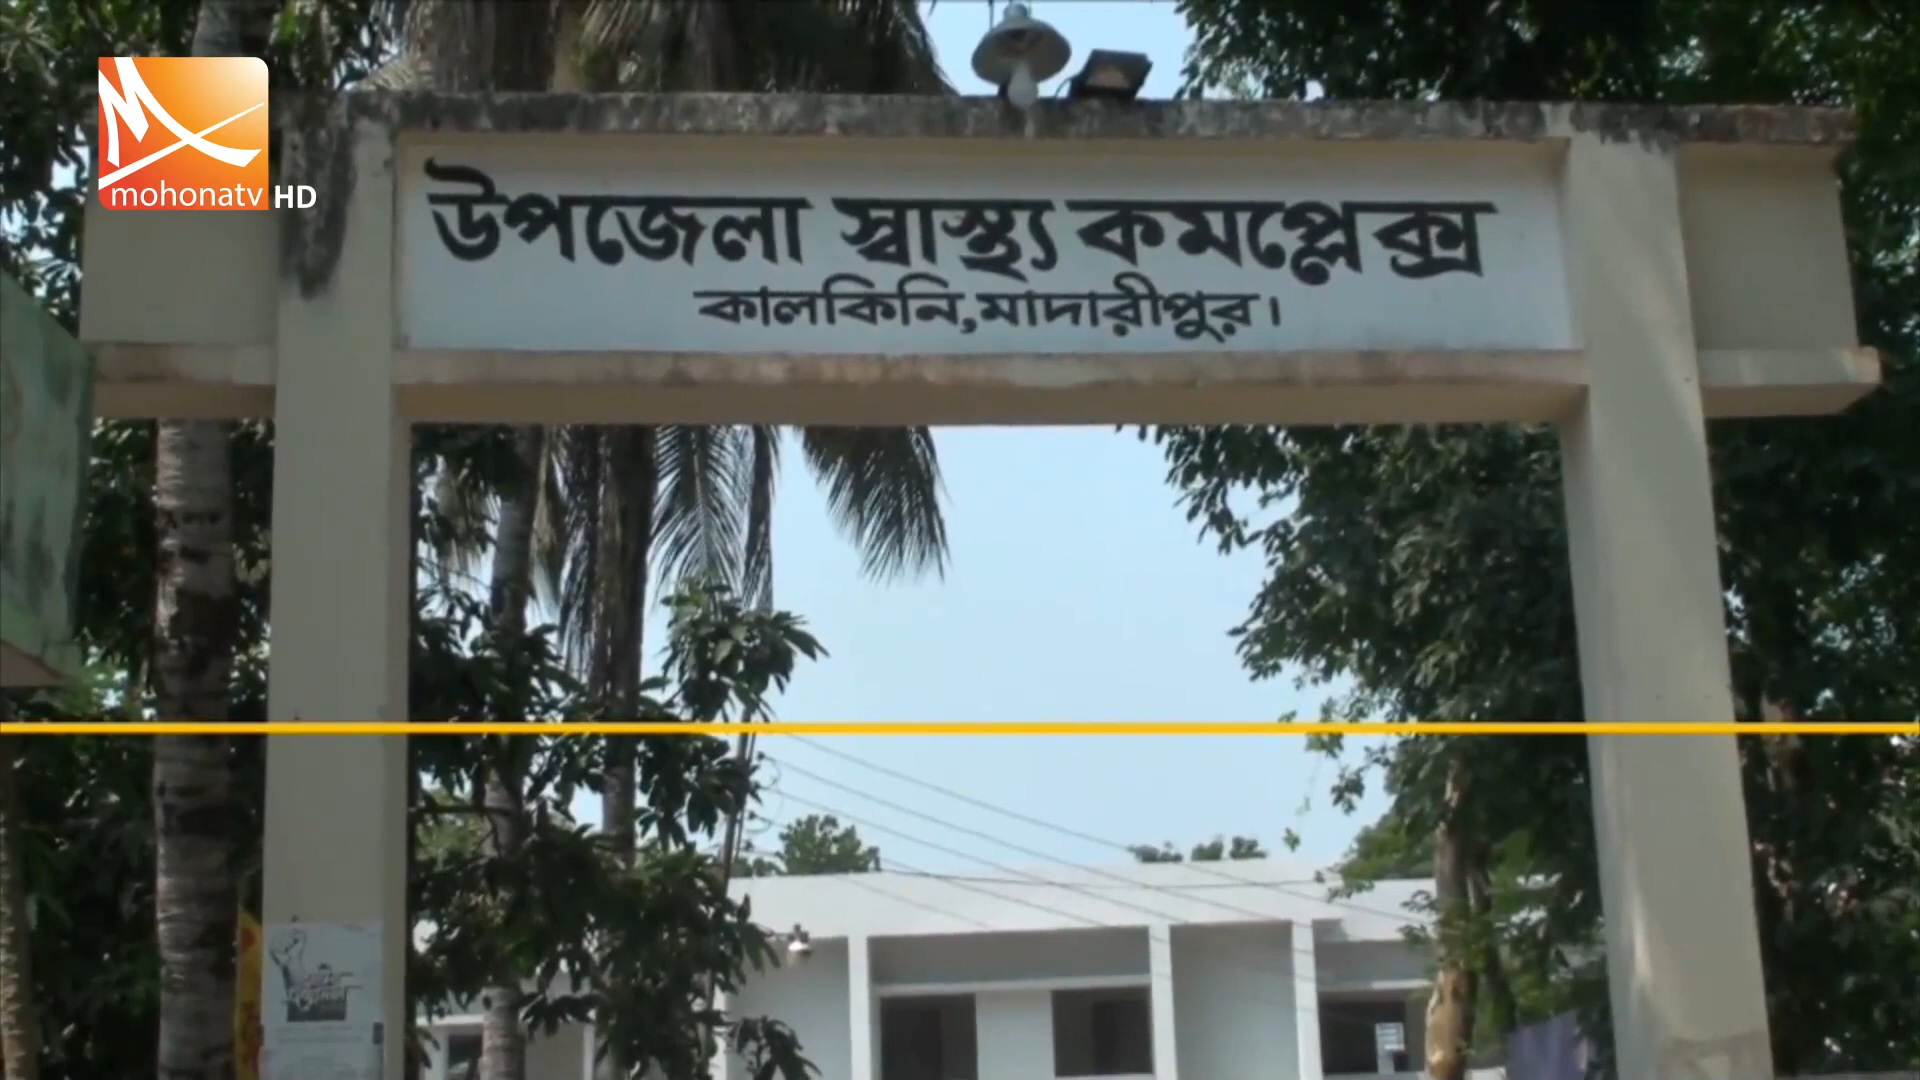 mohonatv HD
উপজেলা স্বাস্থ্য কমপ্লেক্স
কালকিনি,মাদারীপুর।